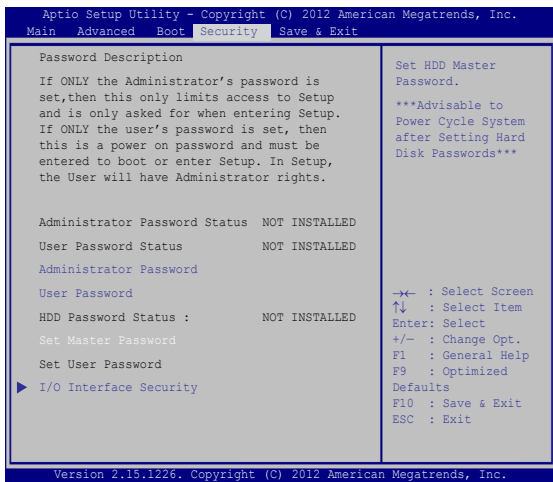 Aptio Setup Utility - Copyright (C) 2012 American Megatrends, Inc.
Main Advanced Boot Security Save & Exit
Password Description
If ONLY the Administrator's password is
set,then this only limits access to Setup
and is only asked for when entering Setup.
If ONLY the user's password is set, then
this is a power on password and must be
entered to boot or enter Setup. In Setup,
the User will have Administrator rights.
Administrator Password Status NOT INSTALLED
User Password Status NOT INSTALLED
Administrator Password
User Password
HDD Password Status : NOT INSTALLED
Set Master Password
Set User Password
I/O Interface Security
Set HDD Master
Password.
***Advisable to
Power Cycle System
after Setting Hard
Disk Passwords***
→← : Select Screen
↑↓ : Select Item
Enter: Select
+/— : Change Opt.
F1 : General Help
F9 : Optimized
Defaults
F10 : Save & Exit
ESC : Exit
Version 2.15.1226. Copyright (C) 2012 American Megatrends, Inc.